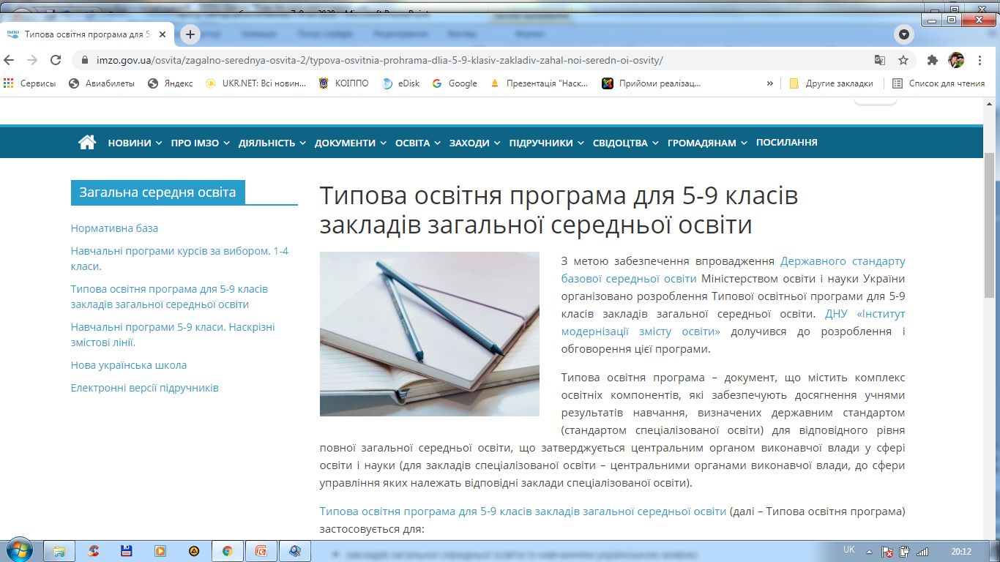 Типова освітня програма для 5-
imzo.gov.ua/osvita/zagalno-serednya-osvita-2/typova-osvitnia-prohrama-dlia-5-9-klasiv-zakladiv-zahal-noi-seredn-oi-osvity/
Сервисы Авиабилеты Яндекс UKR.NET: Всі новин... КОІППО eDisk Google Презентація "Наск... Прийоми реалізац... » Другие закладки Список для чтения
НОВИНИ ПРО ІМЗО ДІЯЛЬНІСТЬ ДОКУМЕНТИ ОСВІТА ЗАХОДИ ПІДРУЧНИКИ СВІДОЦТВА ГРОМАДЯНАМ ПОСИЛАННЯ
Загальна середня освіта
Нормативна база
Навчальні програми курсів за вибором. 1-4
класи.
Типова освітня програма для 5-9 класів
закладів загальної середньої освіти
Навчальні програми 5-9 класи. Наскрізні
змістові лінії.
Нова українська школа
Електронні версії підручників
Типова освітня програма для 5-9 класів
закладів загальної середньої освіти
З метою забезпечення впровадження Державного стандарту
базової середньої освіти Міністерством освіти і науки України
організовано розроблення Типової освітньої програми для 5-9
класів закладів загальної середньої освіти. ДНУ «Інститут
модернізації змісту освіти» долучився до розроблення і
обговорення цієї програми.
Типова освітня програма – документ, що містить комплекс
освітніх компонентів, які забезпечують досягнення учнями
результатів навчання, визначених державним стандартом
(стандартом спеціалізованої освіти) для відповідного рівня
повної загальної середньої освіти, що затверджується центральним органом виконавчої влади у сфері
освіти і науки (для закладів спеціалізованої освіти – центральними органами виконавчої влади, до сфери
управління яких належать відповідні заклади спеціалізованої освіти).
Типова освітня програма для 5-9 класів закладів загальної середньої освіти (далі – Типова освітня програма)
застосовується для:
UK 20:12